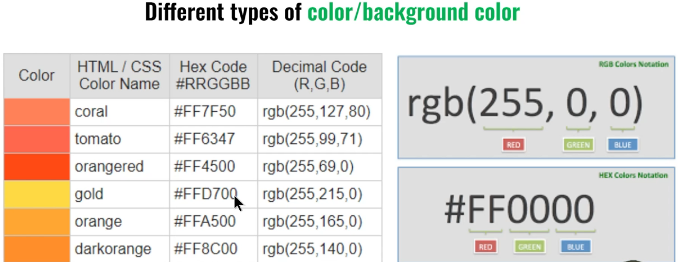 Different types of color/background color
Color HTML / CSS Color Name Hex Code #RRGGBB Decimal Code (R,G,B)
coral #FF7F50 rgb(255,127,80)
tomato #FF6347 rgb(255,99,71)
orangered #FF4500 rgb(255,69,0)
gold #FFD700 rgb(255,215,0)
orange #FFA500 rgb(255,165,0)
darkorange #FF8C00 rgb(255,140,0)
RGB Colors Notation
rgb(255, 0, 0)
RED GREEN BLUE
HEX Colors Notation
#FF0000
RED GREEN BLUE